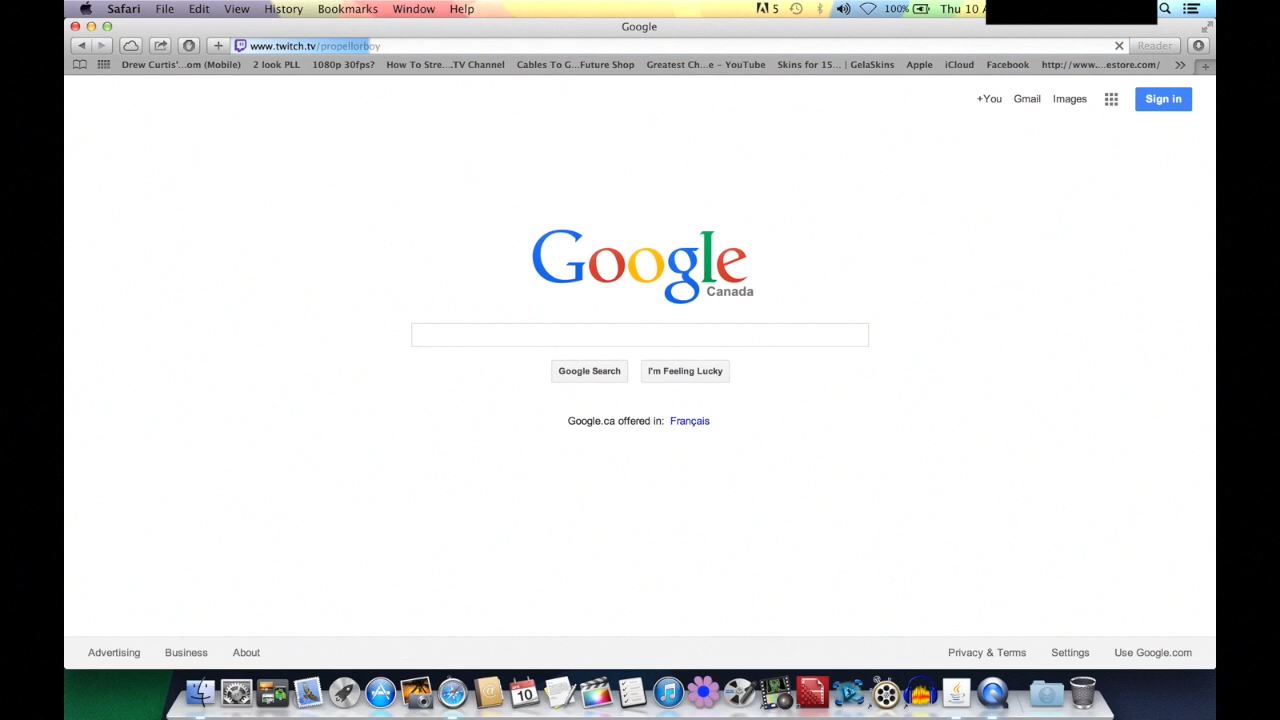 Safari File Edit View History Bookmarks Window Help 5 100% Thu 10 A
Google
www.twitch.tv/propellorboy Reader
Drew Curtis'...om (Mobile) 2 look PLL 1080p 30fps? How To Stre....TV Channel Cables To G...Future Shop Greatest Ch...e - YouTube Skins for 15... | GelaSkins Apple iCloud Facebook http://www....estore.com/
+You Gmail Images Sign in
Google
Canada
Google Search I'm Feeling Lucky
Google.ca offered in: Français
Advertising Business About Privacy & Terms Settings Use Google.com
10